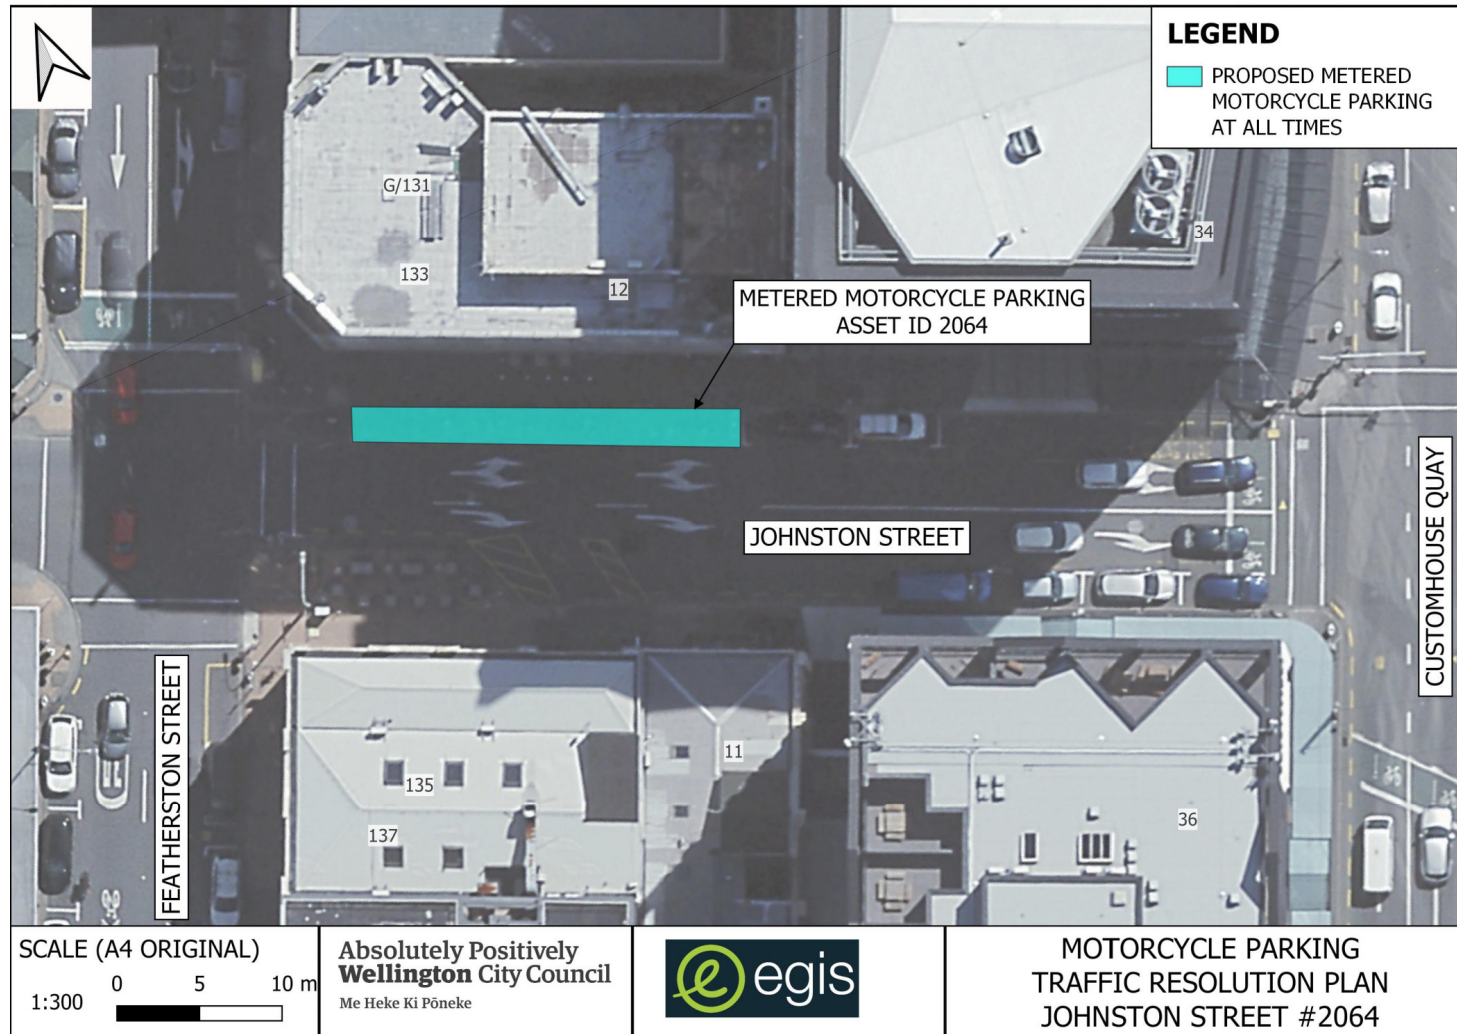 LEGEND
PROPOSED METERED
MOTORCYCLE PARKING
AT ALL TIMES
G/131
133
12
34
METERED MOTORCYCLE PARKING
ASSET ID 2064
JOHNSTON STREET
CUSTOMHOUSE QUAY
FEATHERSTON STREET
135
137
11
36
SCALE (A4 ORIGINAL)
0 5 10 m
1:300
Absolutely Positively
Wellington City Council
Me Heke Ki Pōneke
e egis
MOTORCYCLE PARKING
TRAFFIC RESOLUTION PLAN
JOHNSTON STREET #2064